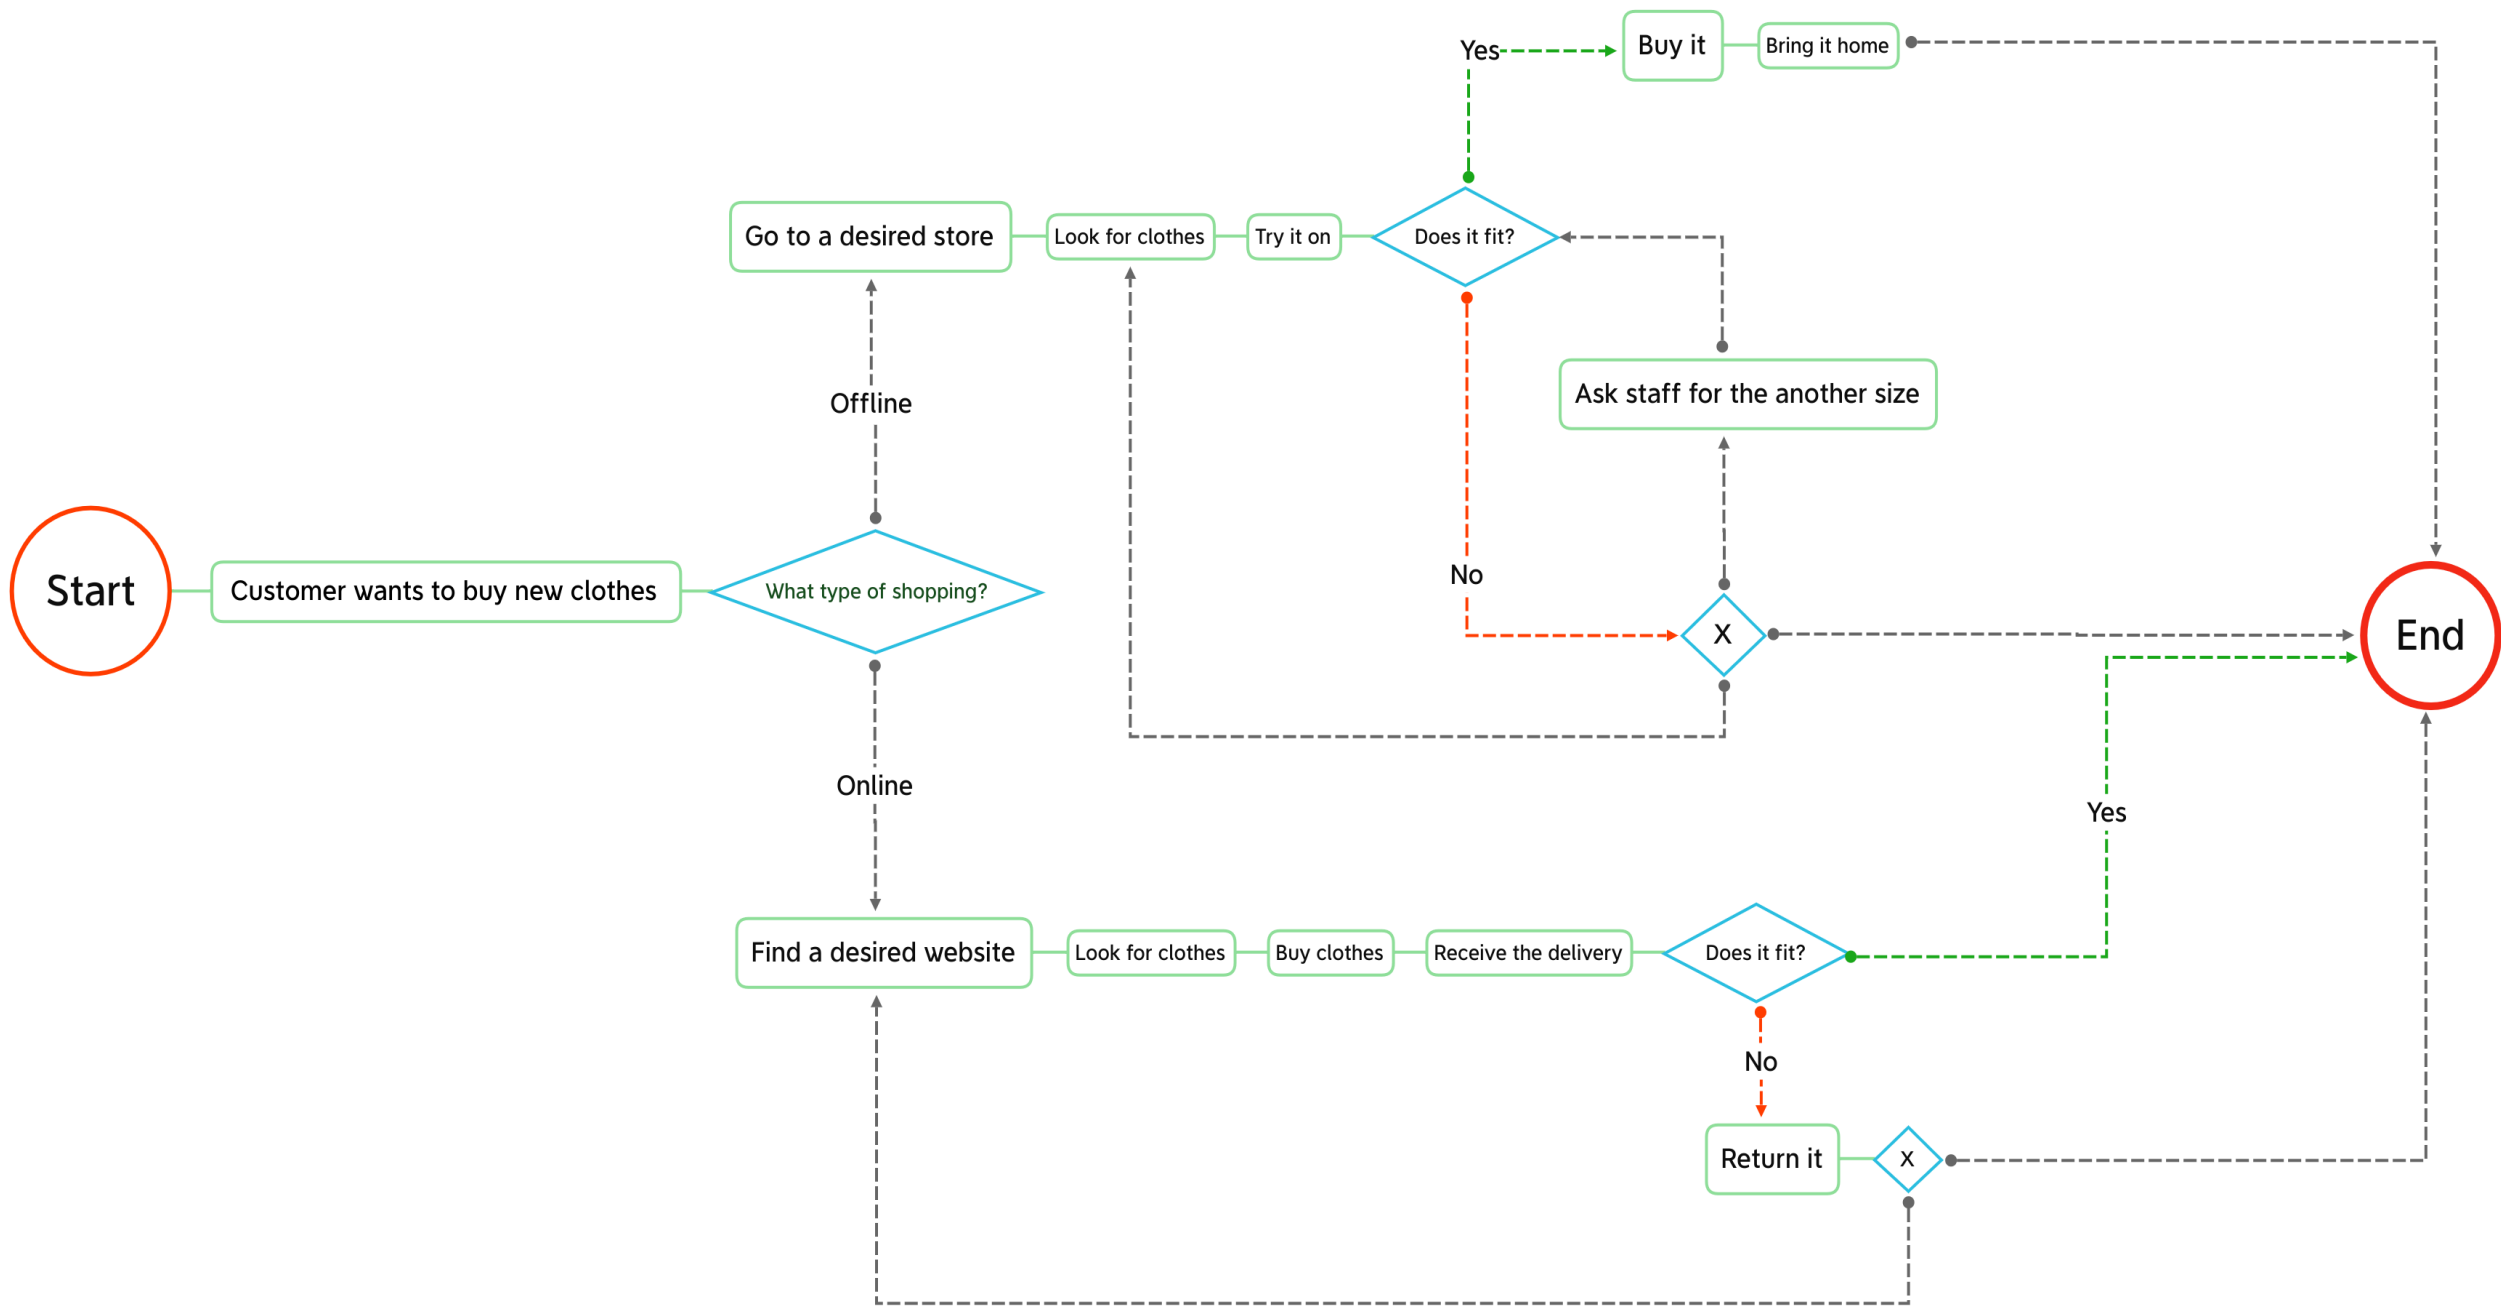 Yes
Buy it
Bring it home
Go to a desired store
Look for clothes
Try it on
Does it fit?
Ask staff for the another size
Offline
No
Start
Customer wants to buy new clothes
What type of shopping?
X
End
Online
Yes
Find a desired website
Look for clothes
Buy clothes
Receive the delivery
Does it fit?
No
Return it
X